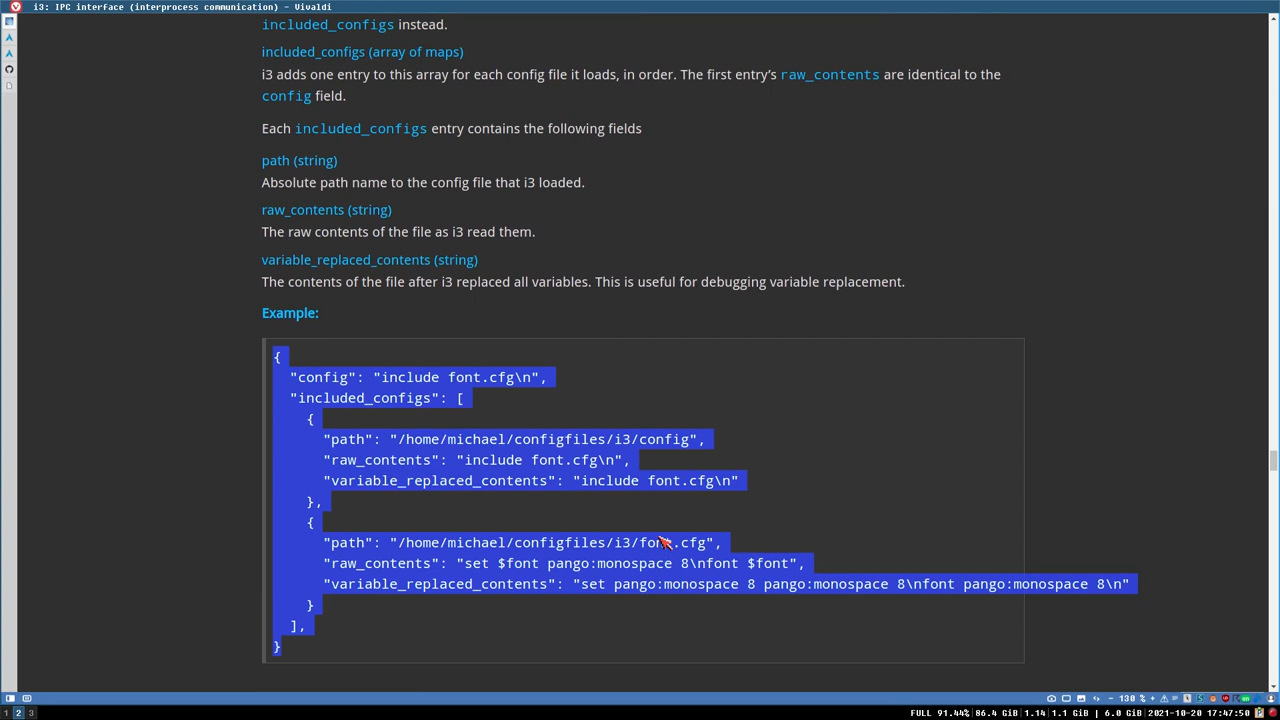 i3: IPC interface (interprocess communication) - Vivaldi
included_configs instead.
included_configs (array of maps)
i3 adds one entry to this array for each config file it loads, in order. The first entry’s raw_contents are identical to the
config field.
Each included_configs entry contains the following fields
path (string)
Absolute path name to the config file that i3 loaded.
raw_contents (string)
The raw contents of the file as i3 read them.
variable_replaced_contents (string)
The contents of the file after i3 replaced all variables. This is useful for debugging variable replacement.
Example:
{
"config": "include font.cfg\n",
"included_configs": [
{
"path": "/home/michael/configfiles/i3/config",
"raw_contents": "include font.cfg\n",
"variable_replaced_contents": "include font.cfg\n"
},
{
"path": "/home/michael/configfiles/i3/font.cfg",
"raw_contents": "set $font pango:monospace 8\nfont $font",
"variable_replaced_contents": "set pango:monospace 8 pango:monospace 8\nfont pango:monospace 8\n"
}
],
}
130 %
1 2 3 FULL 91.44% | 86.4 GiB | 1.14 | 1.1 GiB | 6.0 GiB | 2021-10-20 17:47:50